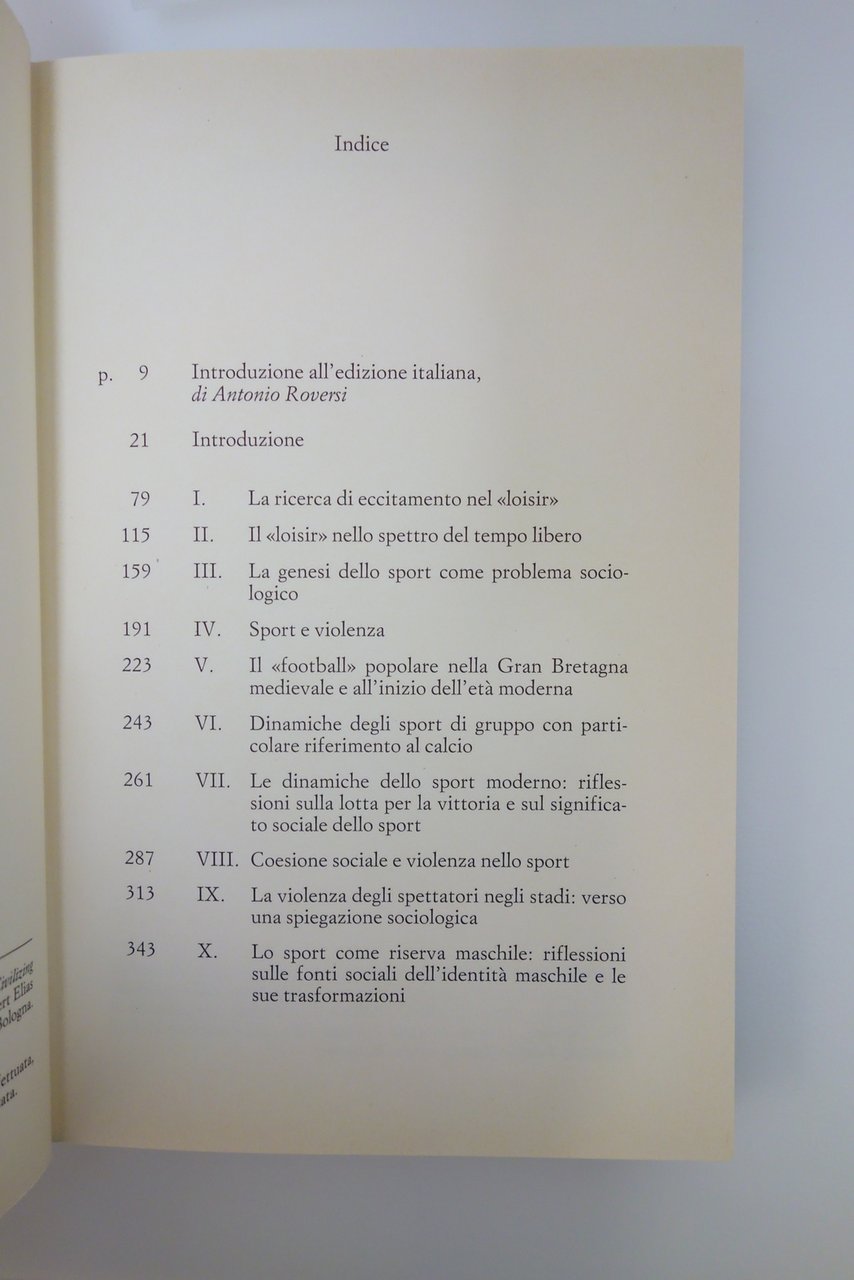 Indice
p. 9 Introduzione all'edizione italiana,
di Antonio Roversi
21 Introduzione
79 I. La ricerca di eccitamento nel «loisir»
115 II. Il «loisir» nello spettro del tempo libero
159 III. La genesi dello sport come problema socio-
logico
191 IV. Sport e violenza
223 V. Il «football» popolare nella Gran Bretagna
medievale e all'inizio dell'età moderna
243 VI. Dinamiche degli sport di gruppo con parti-
colare riferimento al calcio
261 VII. Le dinamiche dello sport moderno: rifles-
sioni sulla lotta per la vittoria e sul significa-
to sociale dello sport
287 VIII. Coesione sociale e violenza nello sport
313 IX. La violenza degli spettatori negli stadi: verso
una spiegazione sociologica
343 X. Lo sport come riserva maschile: riflessioni
sulle fonti sociali dell'identità maschile e le
sue trasformazioni
Elias